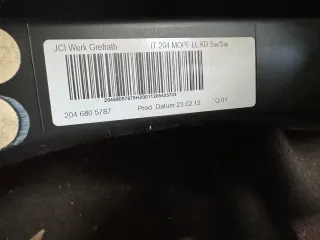 JCI Werk Grefrath IT 204 MOPF LL KB Sw/Sw
204 680 5787 Prod. Datum 23.02.12 Q 01